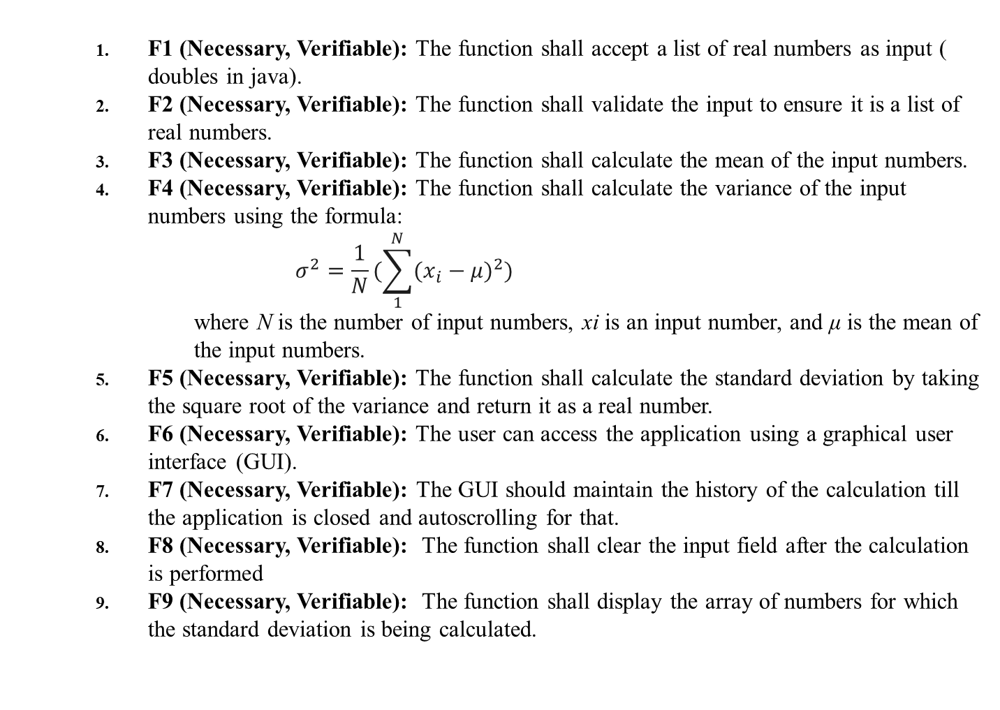 1. F1 (Necessary, Verifiable): The function shall accept a list of real numbers as input (
doubles in java).
2. F2 (Necessary, Verifiable): The function shall validate the input to ensure it is a list of
real numbers.
3. F3 (Necessary, Verifiable): The function shall calculate the mean of the input numbers.
4. F4 (Necessary, Verifiable): The function shall calculate the variance of the input
numbers using the formula:
σ² = 1/N (∑₁ᴺ (xᵢ − μ)²)
where N is the number of input numbers, xi is an input number, and μ is the mean of
the input numbers.
5. F5 (Necessary, Verifiable): The function shall calculate the standard deviation by taking
the square root of the variance and return it as a real number.
6. F6 (Necessary, Verifiable): The user can access the application using a graphical user
interface (GUI).
7. F7 (Necessary, Verifiable): The GUI should maintain the history of the calculation till
the application is closed and autoscrolling for that.
8. F8 (Necessary, Verifiable): The function shall clear the input field after the calculation
is performed
9. F9 (Necessary, Verifiable): The function shall display the array of numbers for which
the standard deviation is being calculated.